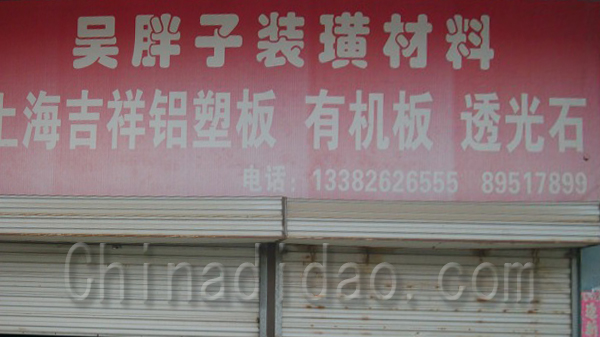 吴胖子装璜材料
上海吉祥铝塑板 有机板 透光石
电话：13382626555 89517899
Chinadidao.com